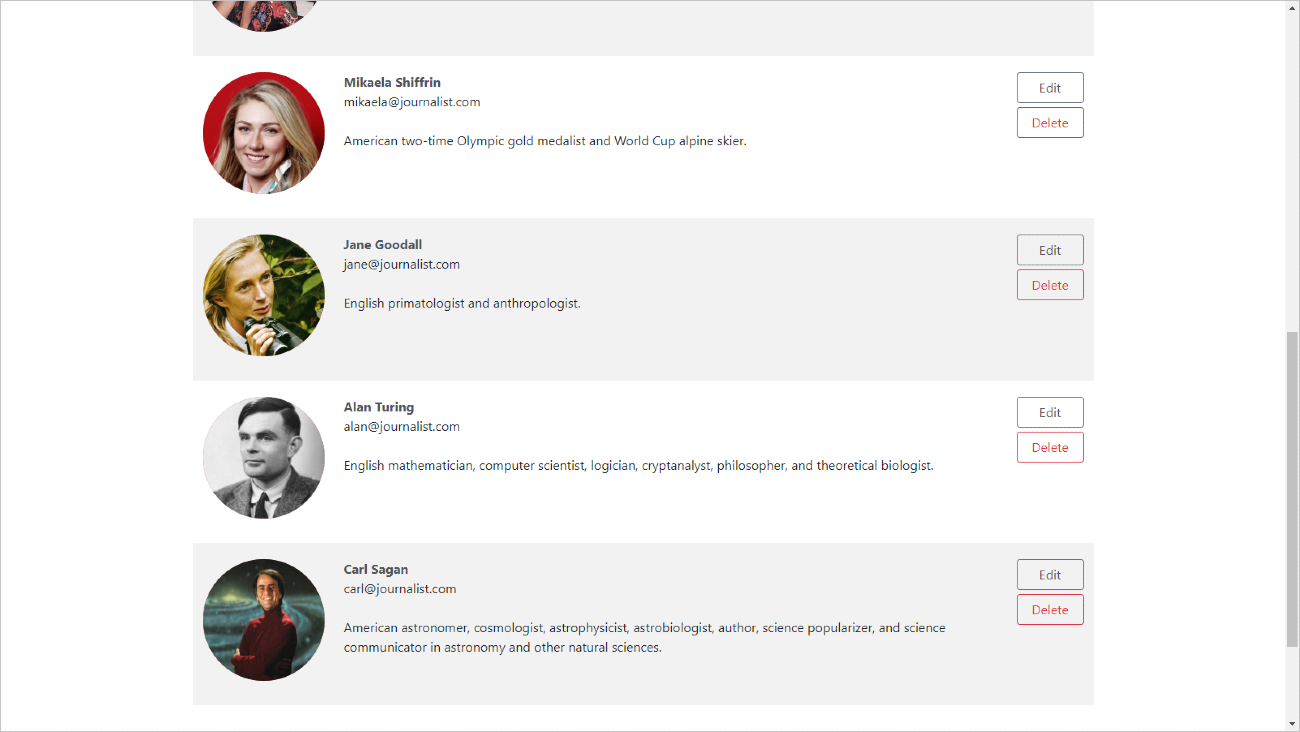 Mikaela Shiffrin
mikaela@journalist.com
American two-time Olympic gold medalist and World Cup alpine skier.
Edit
Delete
Jane Goodall
jane@journalist.com
English primatologist and anthropologist.
Edit
Delete
Alan Turing
alan@journalist.com
English mathematician, computer scientist, logician, cryptanalyst, philosopher, and theoretical biologist.
Edit
Delete
Carl Sagan
carl@journalist.com
American astronomer, cosmologist, astrophysicist, astrobiologist, author, science popularizer, and science
communicator in astronomy and other natural sciences.
Edit
Delete